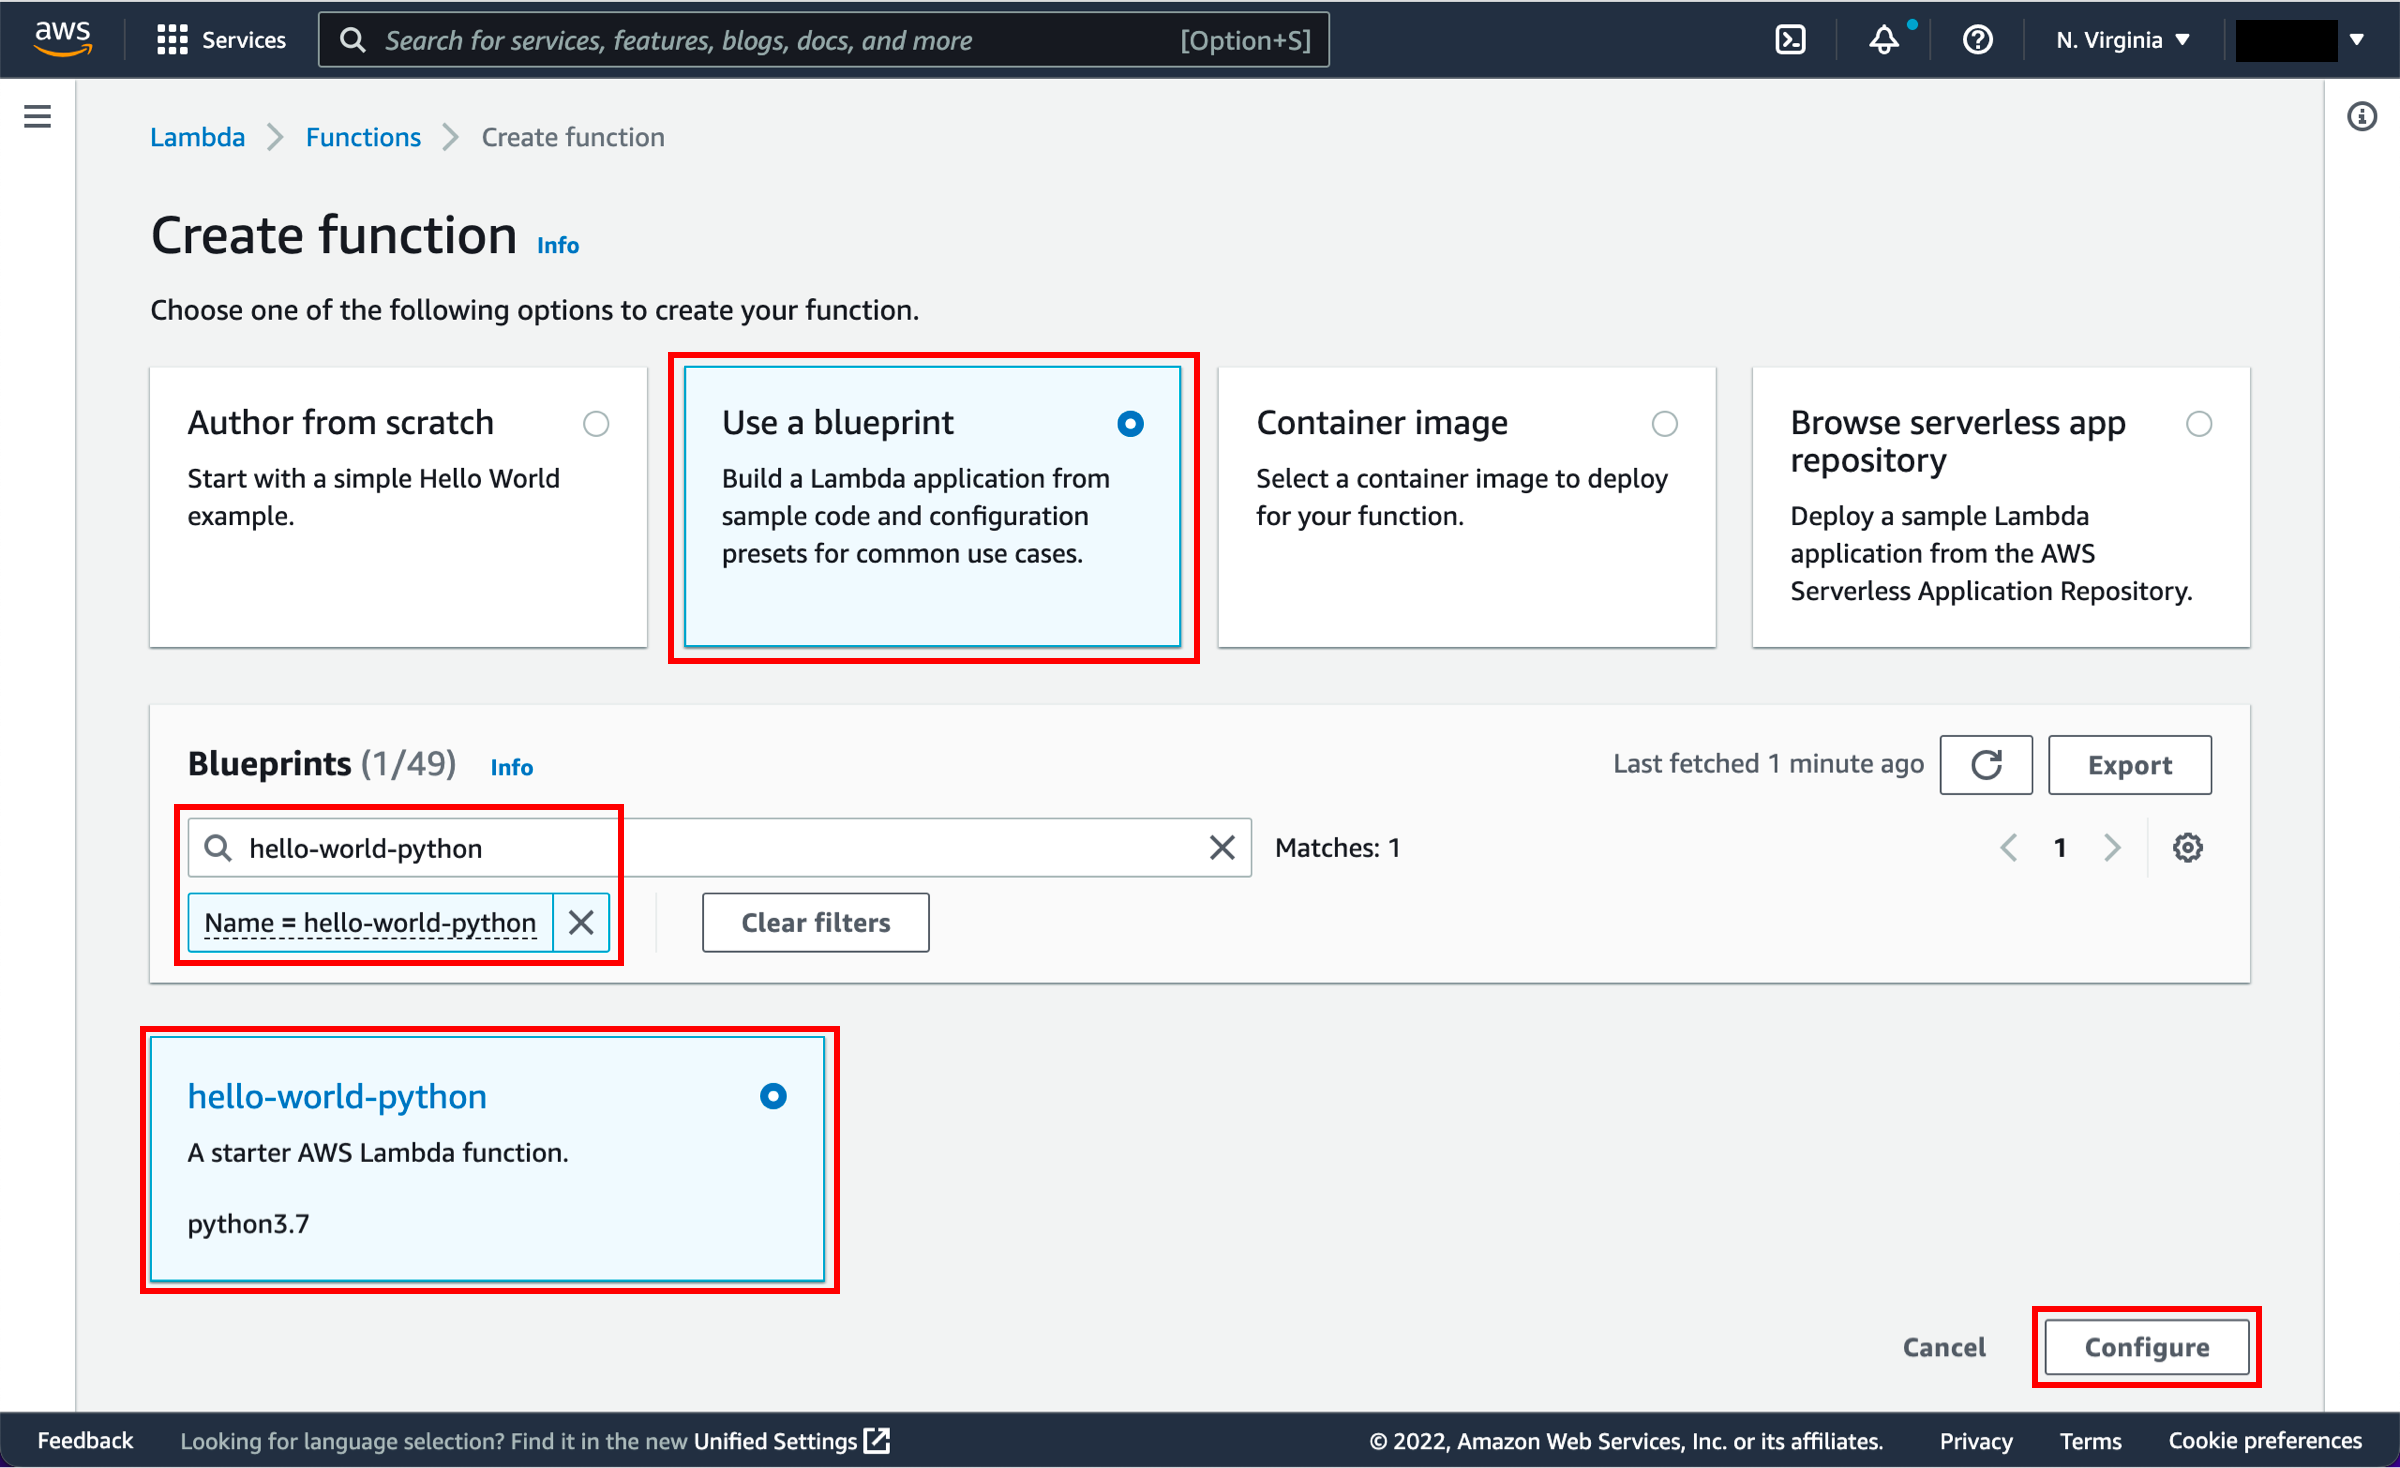 aws
Services
Search for services, features, blogs, docs, and more
[Option+S]
N. Virginia
Lambda
Functions
Create function
Create function
Info
Choose one of the following options to create your function.
Author from scratch
Start with a simple Hello World
example.
Use a blueprint
Build a Lambda application from
sample code and configuration
presets for common use cases.
Container image
Select a container image to deploy
for your function.
Browse serverless app
repository
Deploy a sample Lambda
application from the AWS
Serverless Application Repository.
Blueprints (1/49)
Info
Last fetched 1 minute ago
Export
hello-world-python
Matches: 1
1
Name = hello-world-python
Clear filters
hello-world-python
A starter AWS Lambda function.
python3.7
Cancel
Configure
Feedback
Looking for language selection? Find it in the new Unified Settings
© 2022, Amazon Web Services, Inc. or its affiliates.
Privacy
Terms
Cookie preferences